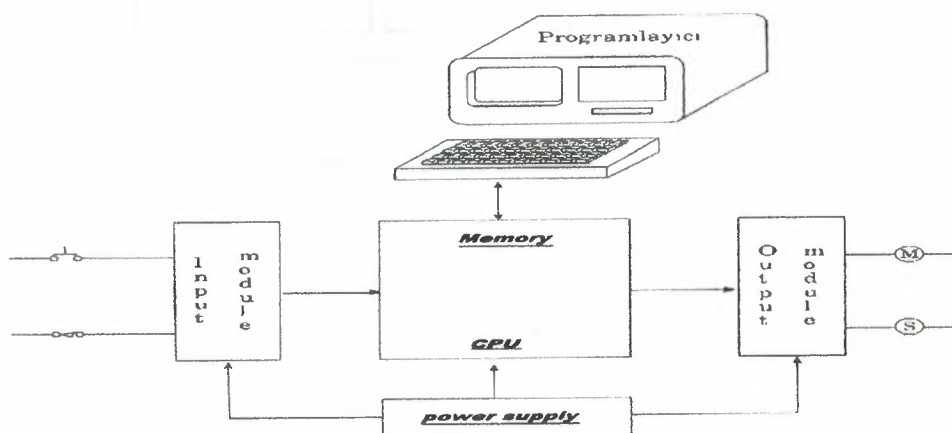 Programlayıcı
Memory
CPU
Input
module
Output
module
M
S
power supply